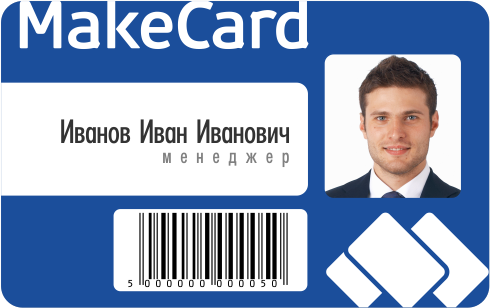 MakeCard
Иванов Иван Иванович
менеджер
5 000000 000050